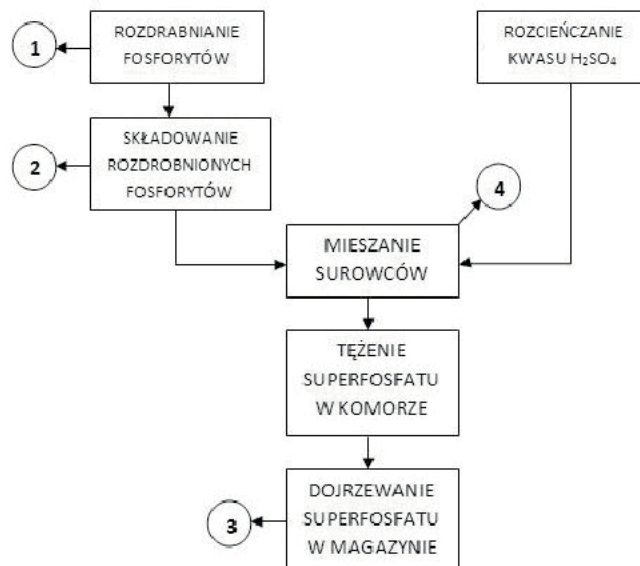 1
ROZDRABNIANIE
FOSFORYTÓW
ROZCIEŃCZANIE
KWASU H₂SO₄
2
SKŁADOWANIE
ROZDROBNIONYCH
FOSFORYTÓW
4
MIESZANIE
SUROWCÓW
TĘŻENIE
SUPERFOSFATU
W KOMORZE
3
DOJRZEWANIE
SUPERFOSFATU
W MAGAZYNIE